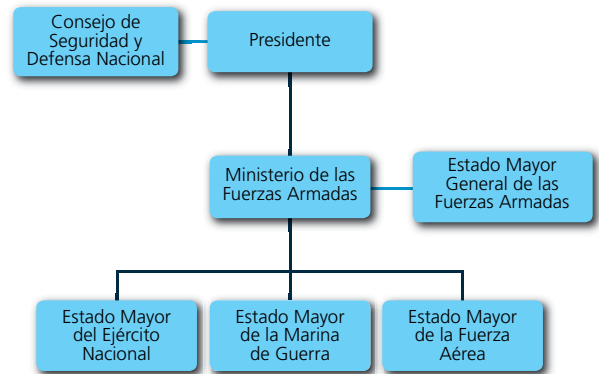 Consejo de
Seguridad y
Defensa Nacional
Presidente
Ministerio de las
Fuerzas Armadas
Estado Mayor
General de las
Fuerzas Armadas
Estado Mayor
del Ejército
Nacional
Estado Mayor
de la Marina
de Guerra
Estado Mayor
de la Fuerza
Aérea